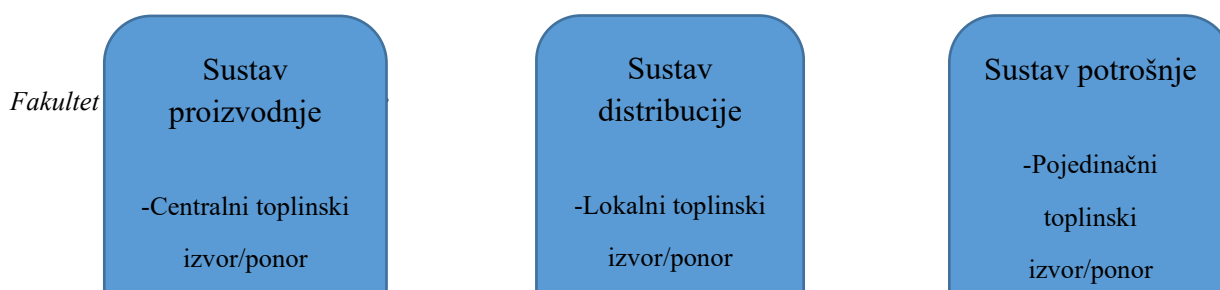 Fakultet
Sustav
proizvodnje
-Centralni toplinski
izvor/ponor
Sustav
distribucije
-Lokalni toplinski
izvor/ponor
Sustav potrošnje
-Pojedinačni
toplinski
izvor/ponor